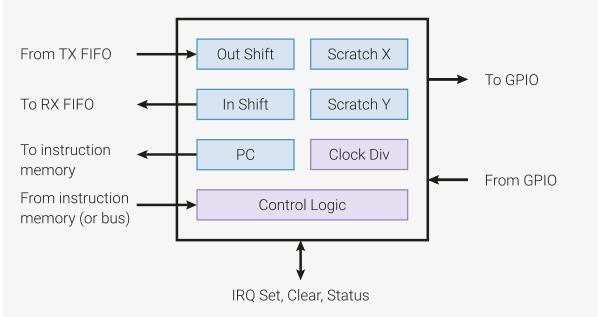 From TX FIFO
Out Shift
Scratch X
To GPIO
To RX FIFO
In Shift
Scratch Y
To instruction
memory
PC
Clock Div
From GPIO
From instruction
memory (or bus)
Control Logic
IRQ Set, Clear, Status